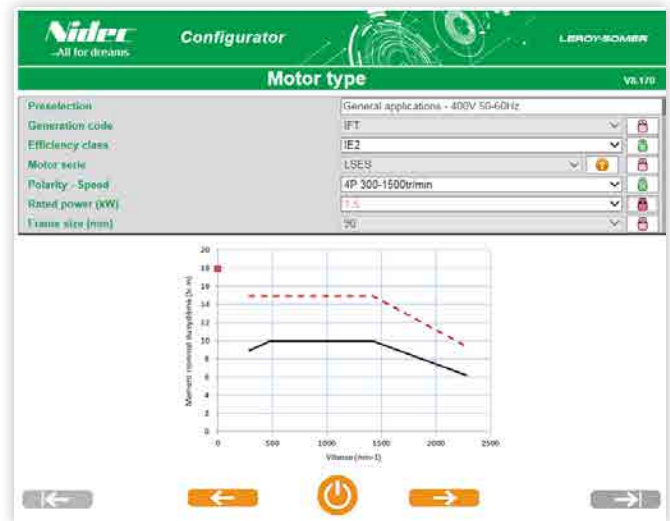 Nidec
Configurator
LEROY-SOMER
—All for dreams
Motor type
V8.170
Preselection
General applications - 400V 50-60Hz
Generation code
IFT
Efficiency class
IE2
Motor serie
LSES
Polarity - Speed
4P 300-1500tr/min
Rated power (kW)
1.5
Frame size (mm)
90
20
18
16
14
12
10
8
6
4
2
0
0
500
1000
1500
2000
2500
Moment nominal
(N.m)
Vitesse (min-1)